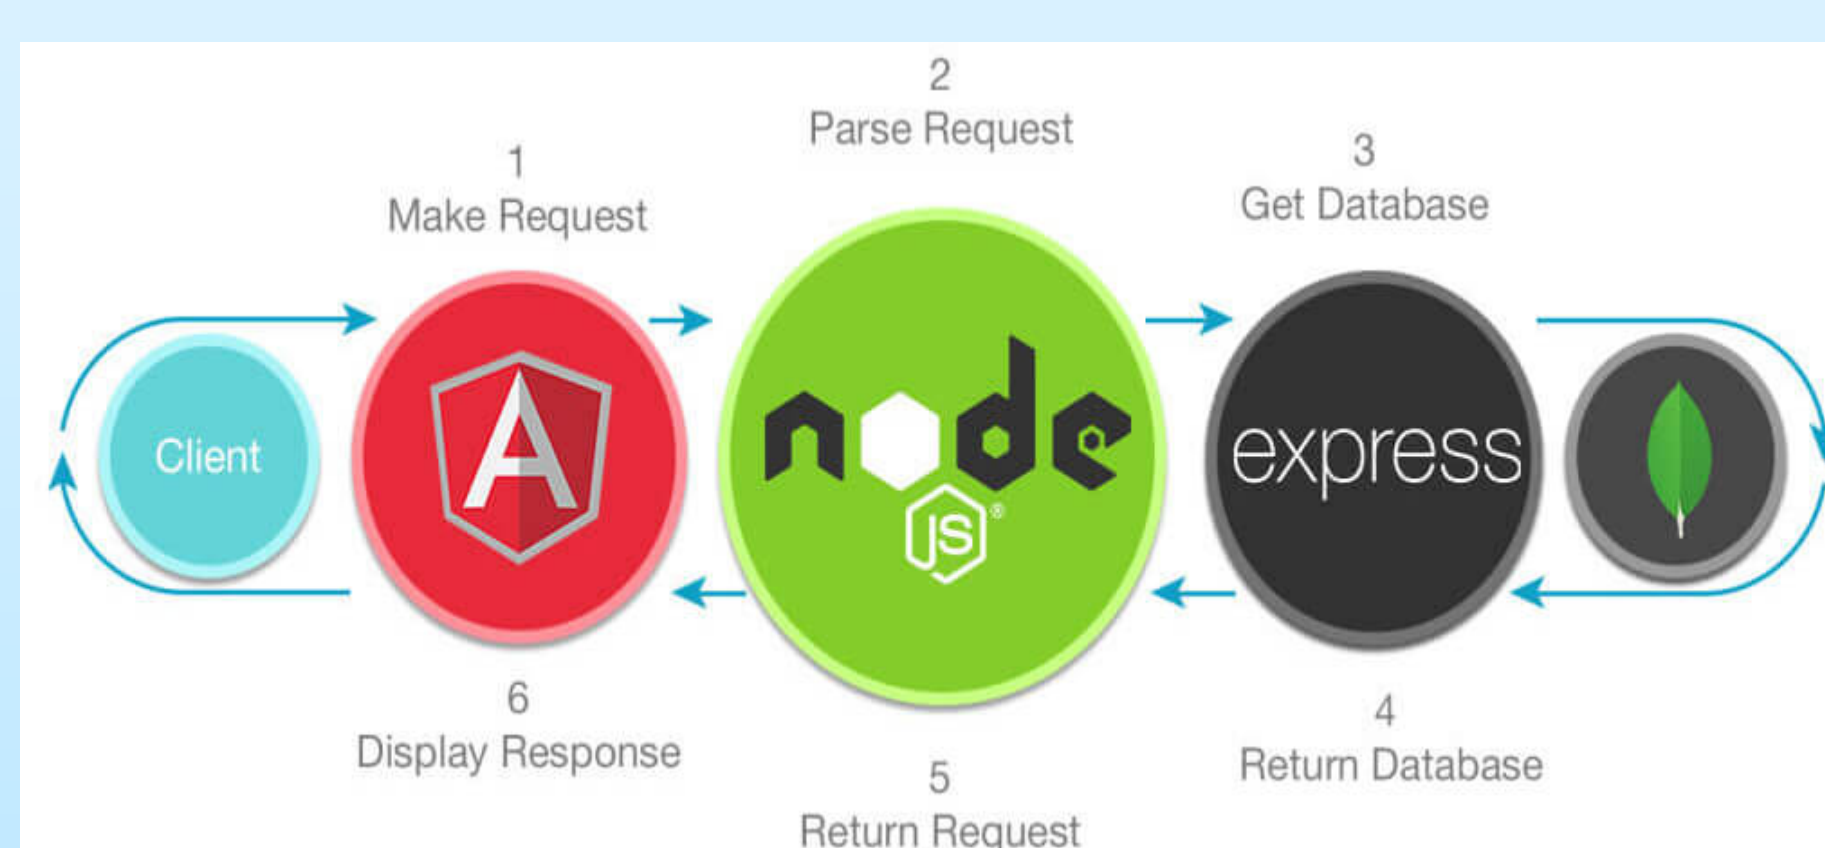 2
Parse Request
1
Make Request
3
Get Database
Client
A
node
JS®
express
6
Display Response
4
Return Database
5
Return Request